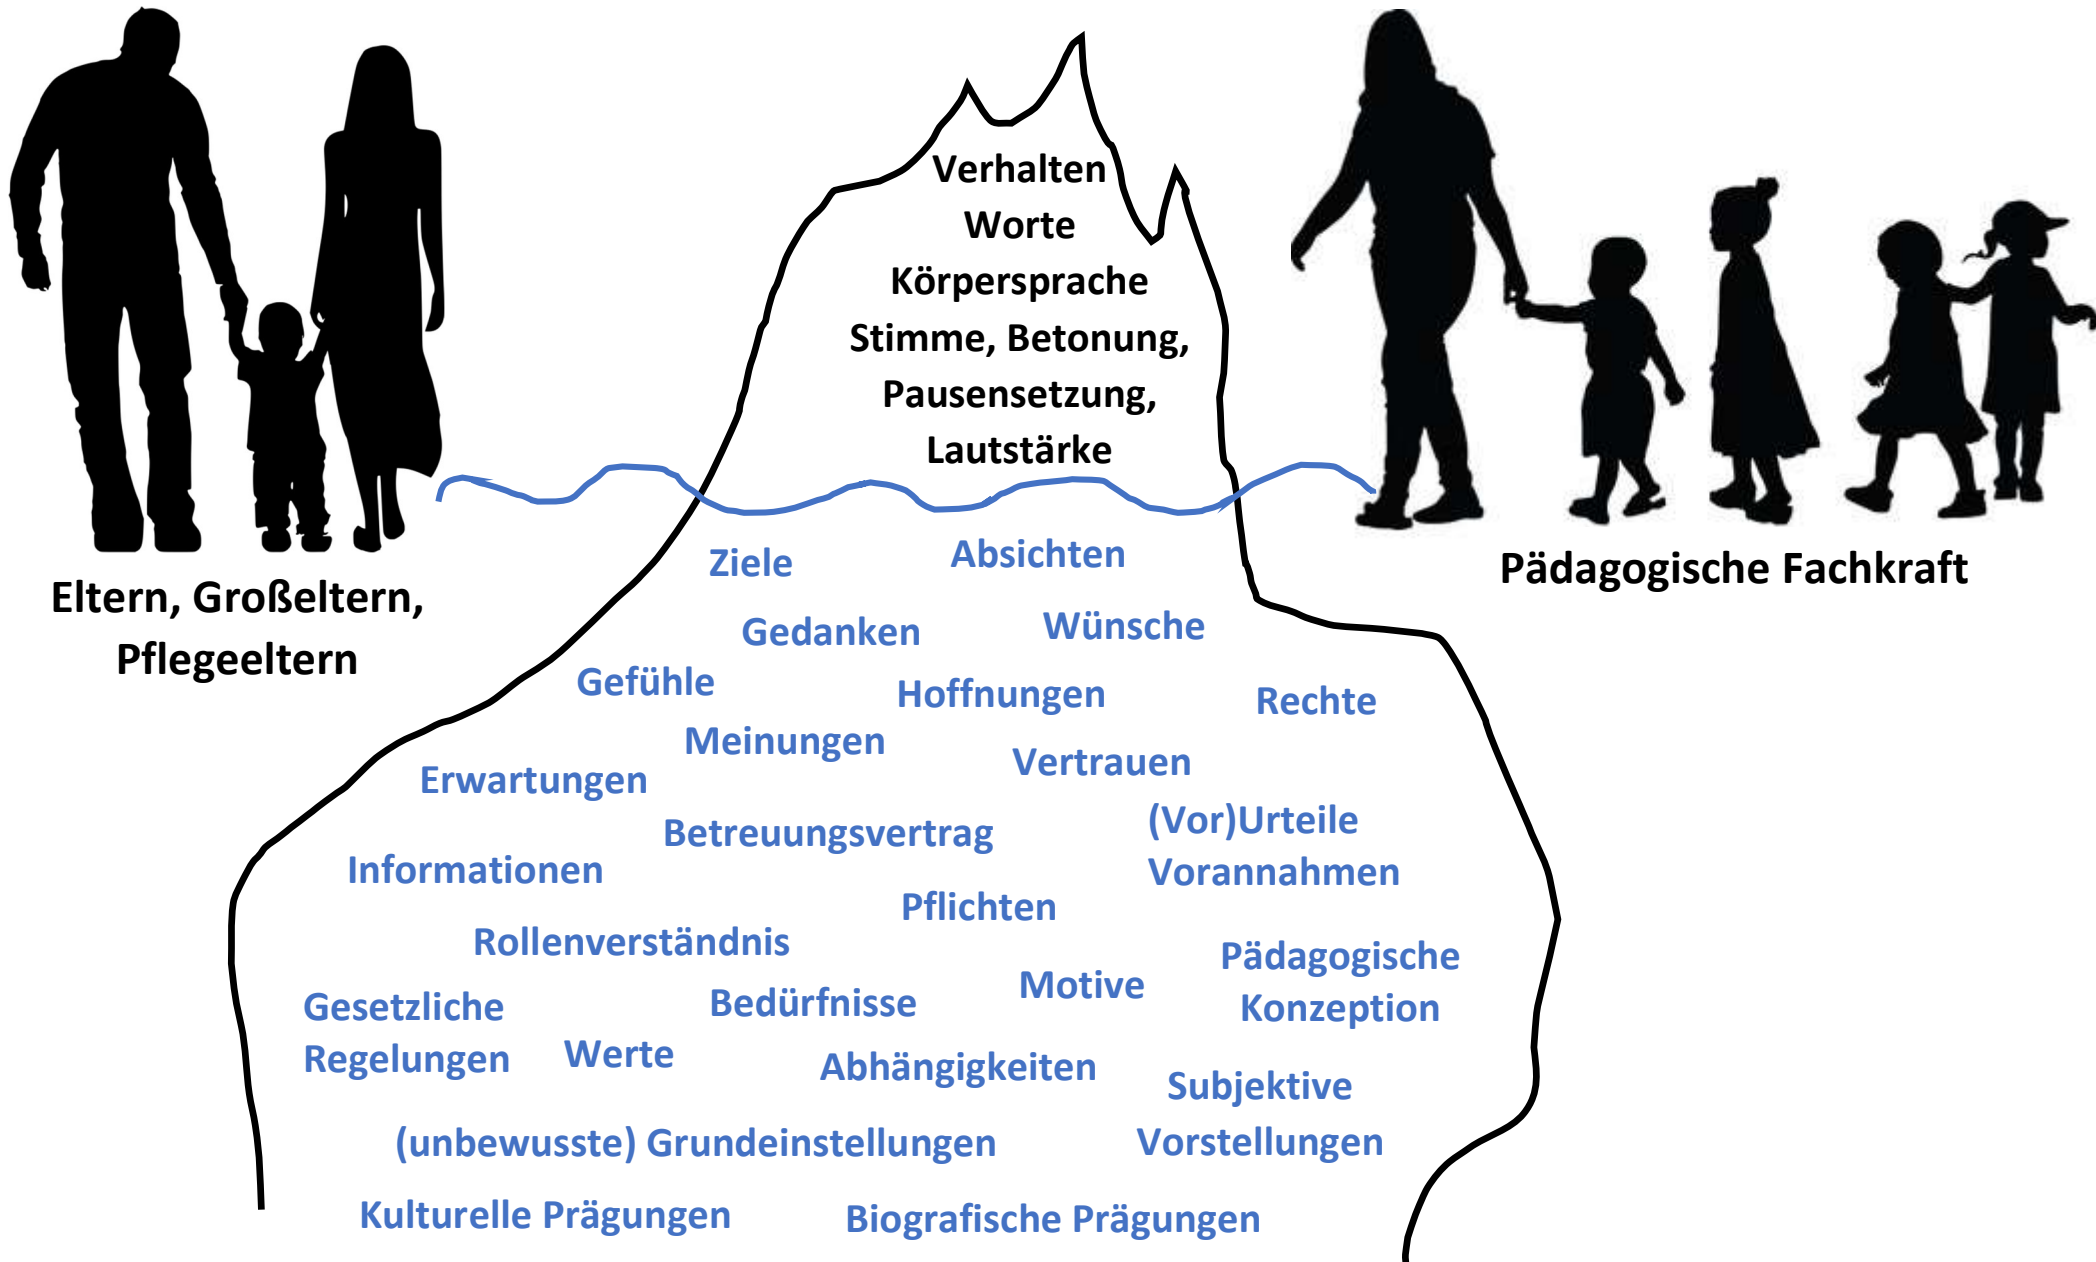 Verhalten
Worte
Körpersprache
Stimme, Betonung,
Pausensetzung,
Lautstärke
Eltern, Großeltern,
Pflegeeltern
Pädagogische Fachkraft
Ziele
Absichten
Gedanken
Wünsche
Gefühle
Hoffnungen
Rechte
Meinungen
Vertrauen
Erwartungen
Betreuungsvertrag
(Vor)Urteile
Vorannahmen
Informationen
Pflichten
Rollenverständnis
Pädagogische
Konzeption
Motive
Gesetzliche
Regelungen
Bedürfnisse
Werte
Abhängigkeiten
Subjektive
Vorstellungen
(unbewusste) Grundeinstellungen
Kulturelle Prägungen
Biografische Prägungen